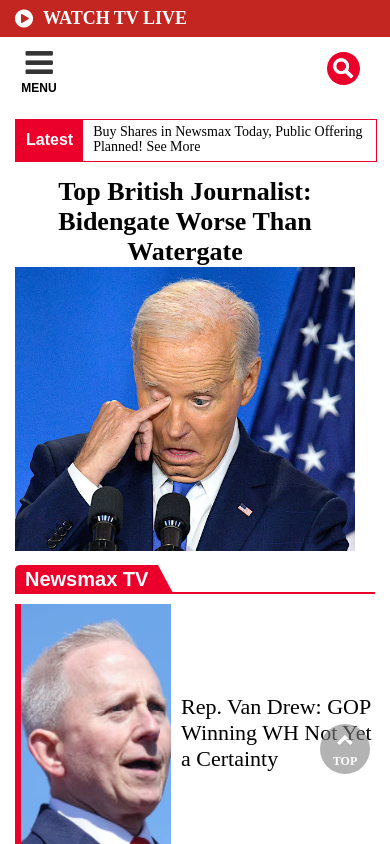 WATCH TV LIVE
MENU
Latest
Buy Shares in Newsmax Today, Public Offering
Planned! See More
Top British Journalist:
Bidengate Worse Than
Watergate
Newsmax TV
Rep. Van Drew: GOP
Winning WH Not Yet
a Certainty
TOP